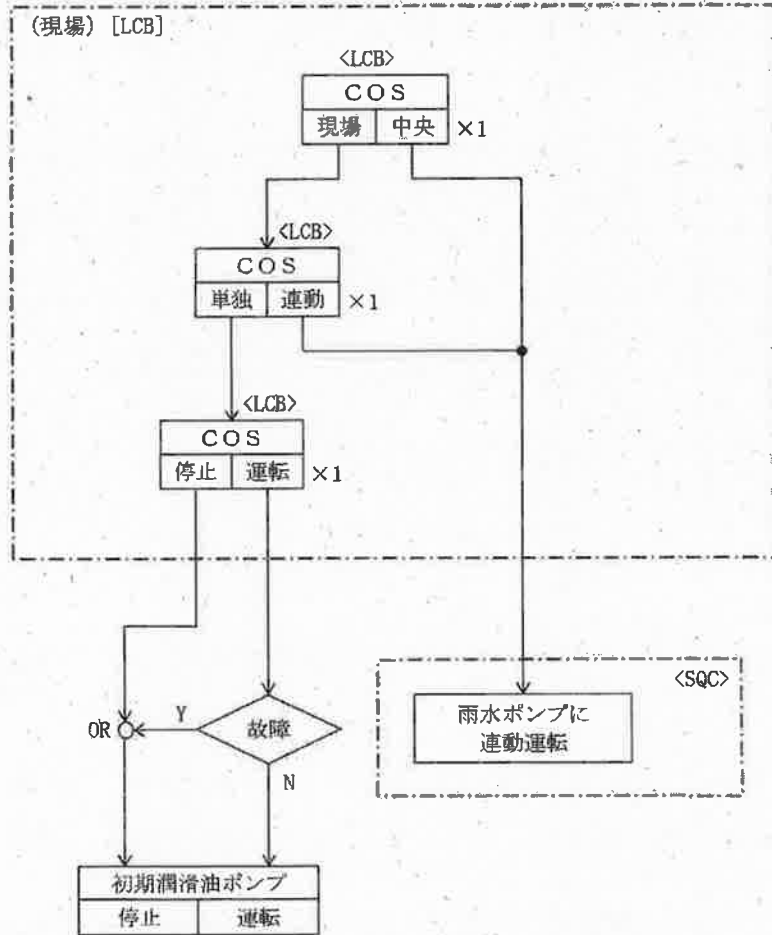 (現場) [LCB]
<LCB>
COS
現場 中央 ×1
<LCB>
COS
単独 連動 ×1
<LCB>
COS
停止 運転 ×1
<SQC>
雨水ポンプに
連動運転
OR Y 故障
N
初期潤滑油ポンプ
停止 運転